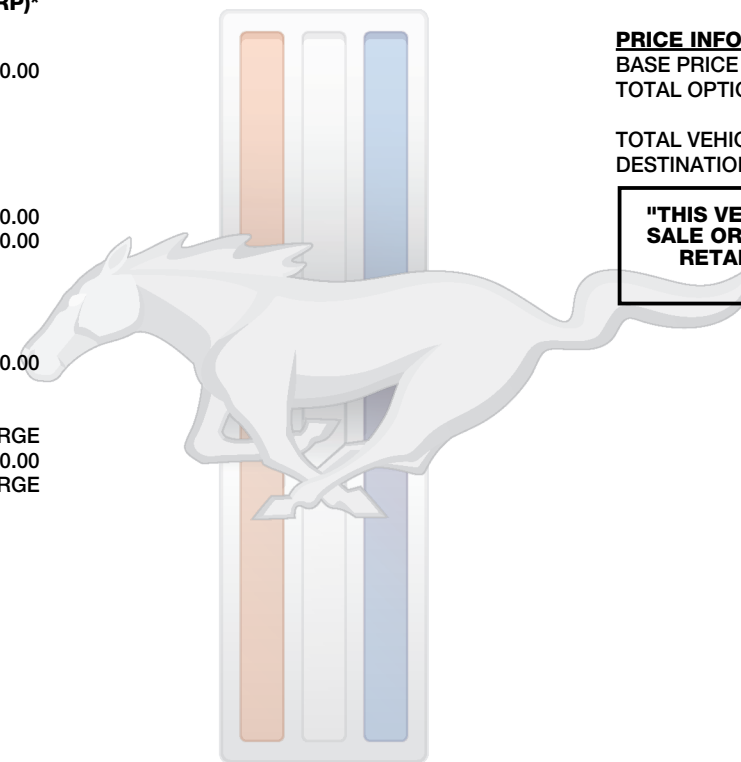 RP)*
0.00
0.00
0.00
0.00
RGE
0.00
RGE
PRICE INFO
BASE PRICE
TOTAL OPTIO
TOTAL VEHIC
DESTINATION
"THIS VE
SALE OR
RETAI